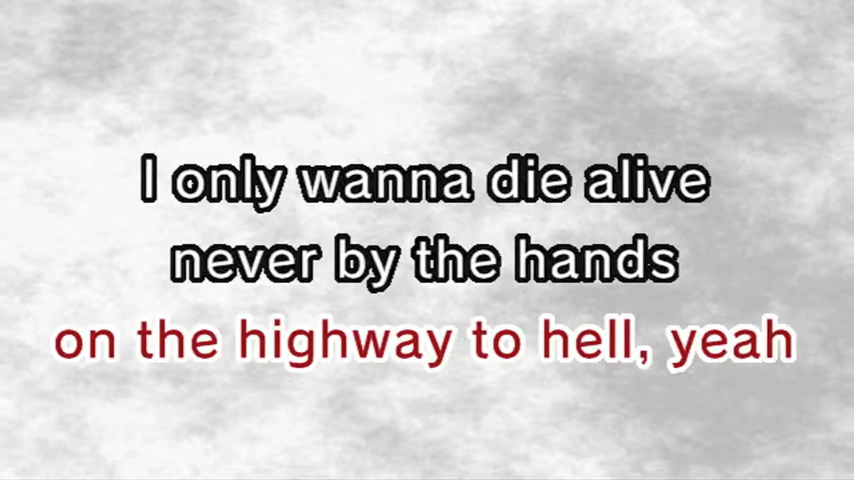 I only wanna die alive
never by the hands
on the highway to hell, yeah